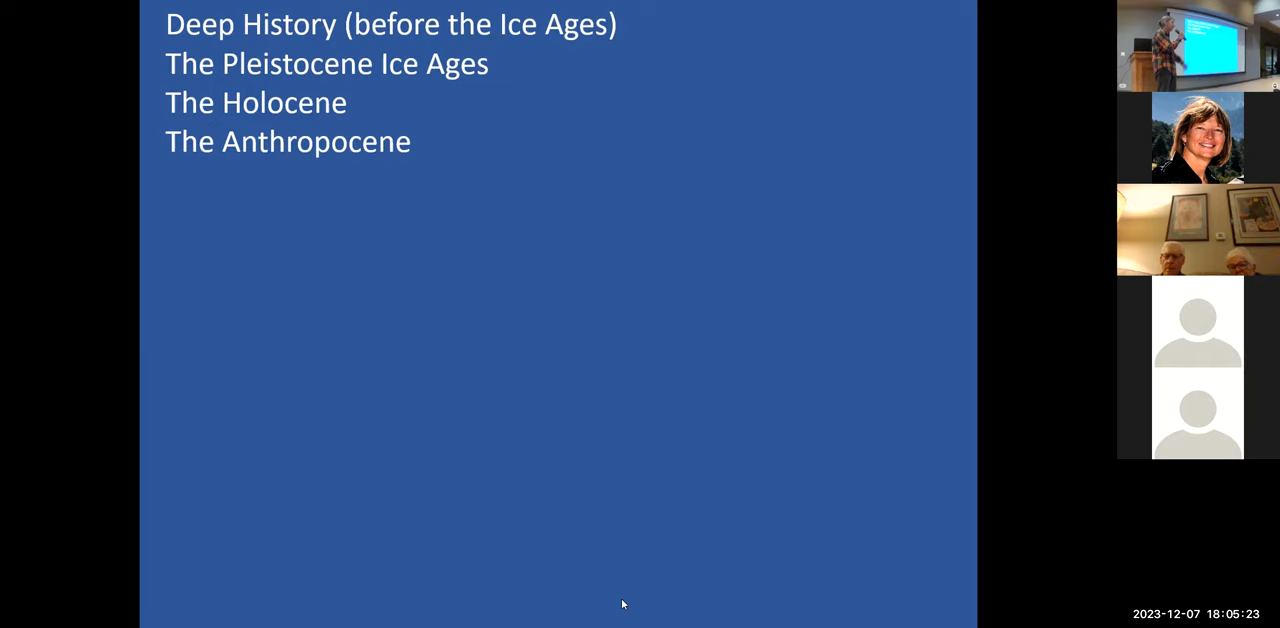 Deep History (before the Ice Ages)
The Pleistocene Ice Ages
The Holocene
The Anthropocene
2023-12-07 18:05:23